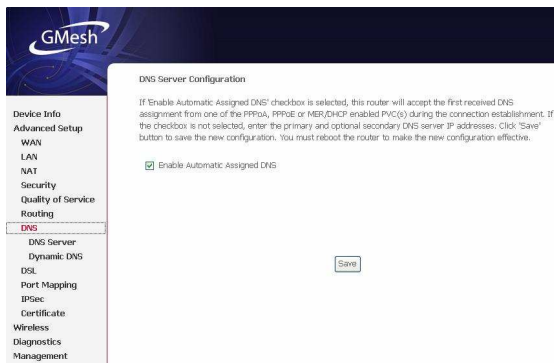 GMesh
DNS Server Configuration
If 'Enable Automatic Assigned DNS' checkbox is selected, this router will accept the first received DNS
assignment from one of the PPPoA, PPPoE or MER/DHCP enabled PVC(s) during the connection establishment. If
the checkbox is not selected, enter the primary and optional secondary DNS server IP addresses. Click 'Save'
button to save the new configuration. You must reboot the router to make the new configuration effective.
Enable Automatic Assigned DNS
Save
Device Info
Advanced Setup
WAN
LAN
NAT
Security
Quality of Service
Routing
DNS
DNS Server
Dynamic DNS
DSL
Port Mapping
IPSec
Certificate
Wireless
Diagnostics
Management